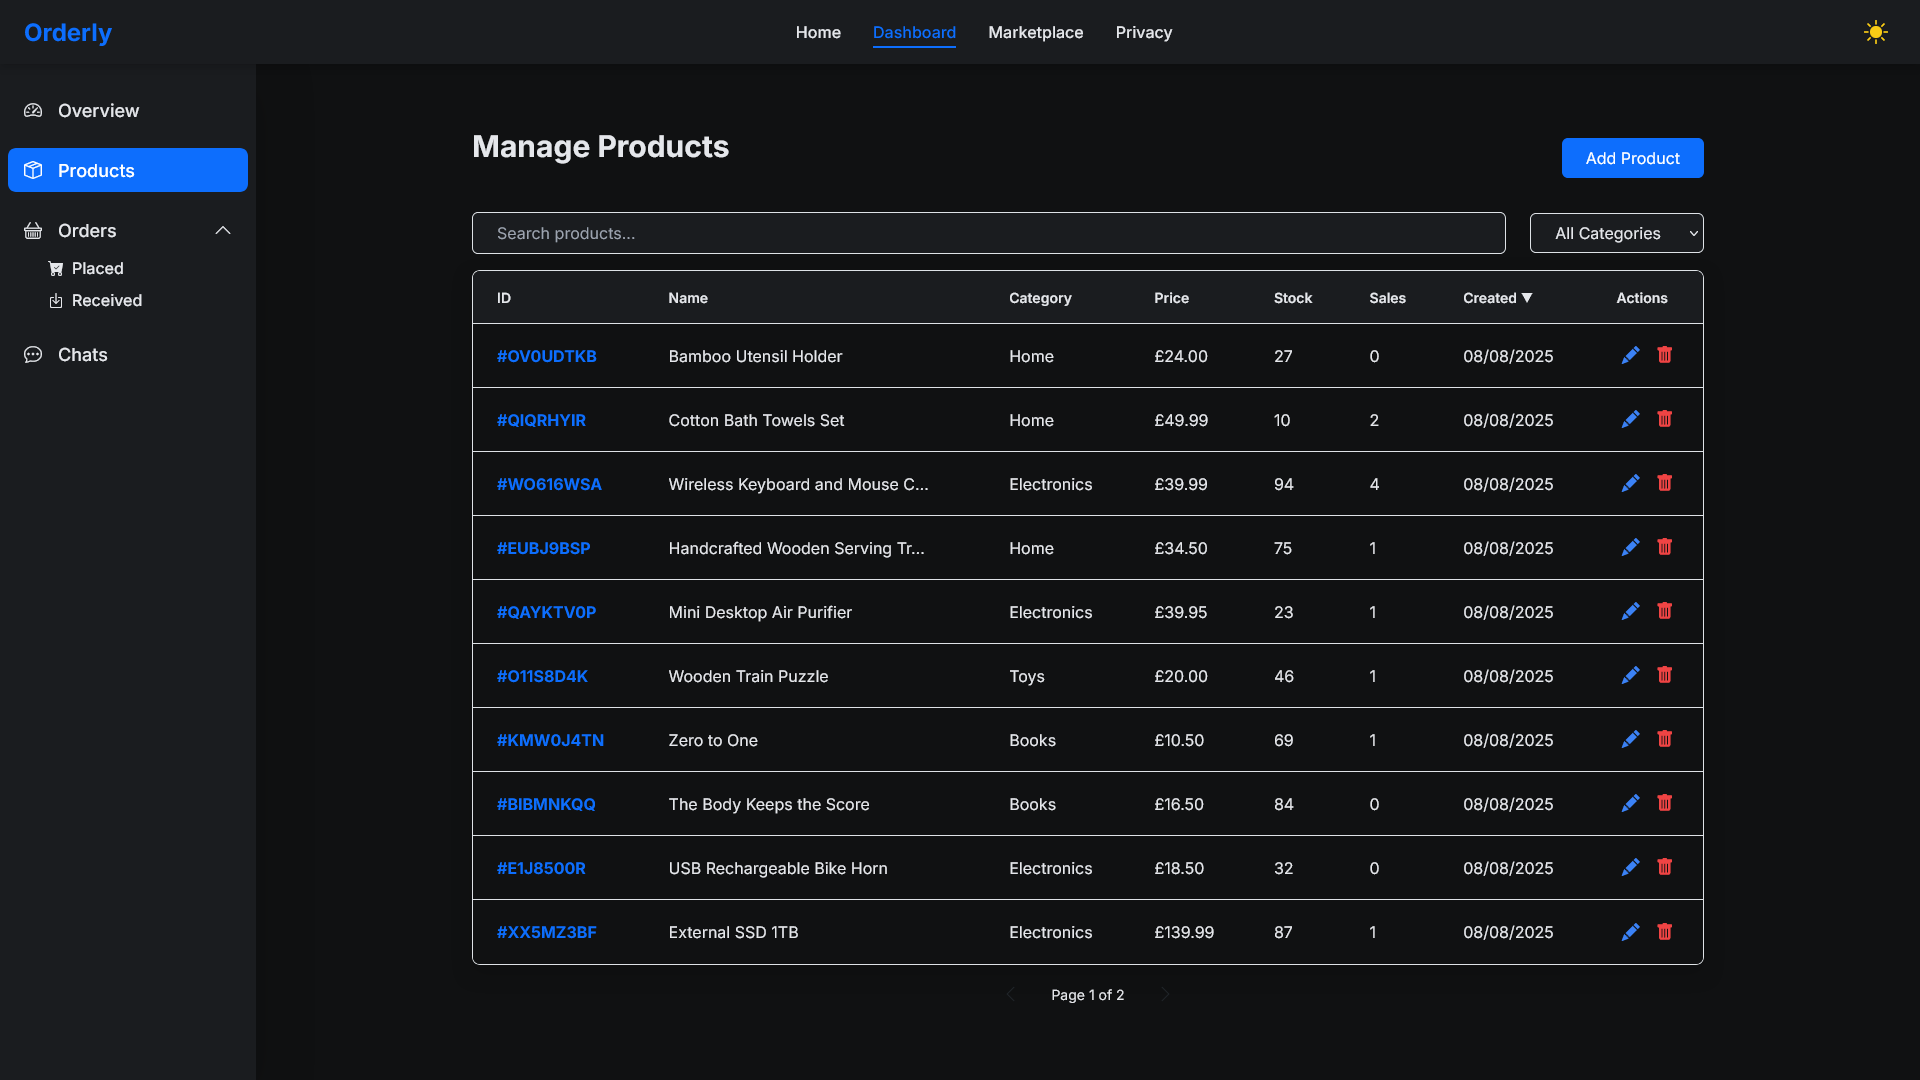 Orderly
Home Dashboard Marketplace Privacy
Overview
Products
Orders
Placed
Received
Chats
Manage Products
Add Product
Search products...
All Categories
ID Name Category Price Stock Sales Created ▼ Actions
#OV0UDTKB Bamboo Utensil Holder Home £24.00 27 0 08/08/2025
#QIQRHYIR Cotton Bath Towels Set Home £49.99 10 2 08/08/2025
#WO616WSA Wireless Keyboard and Mouse C... Electronics £39.99 94 4 08/08/2025
#EUBJ9BSP Handcrafted Wooden Serving Tr... Home £34.50 75 1 08/08/2025
#QAYKTV0P Mini Desktop Air Purifier Electronics £39.95 23 1 08/08/2025
#O11S8D4K Wooden Train Puzzle Toys £20.00 46 1 08/08/2025
#KMW0J4TN Zero to One Books £10.50 69 1 08/08/2025
#BIBMNKQQ The Body Keeps the Score Books £16.50 84 0 08/08/2025
#E1J8500R USB Rechargeable Bike Horn Electronics £18.50 32 0 08/08/2025
#XX5MZ3BF External SSD 1TB Electronics £139.99 87 1 08/08/2025
Page 1 of 2